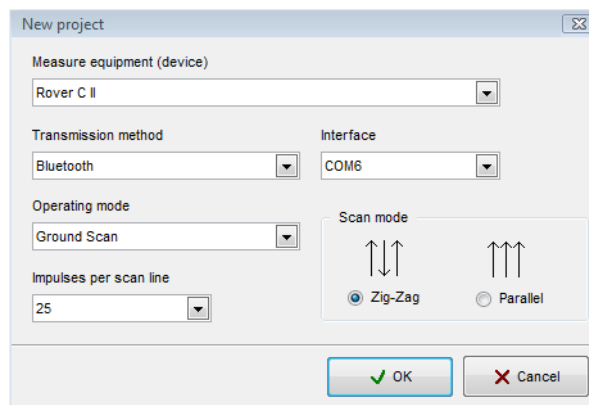 New project
Measure equipment (device)
Rover C II
Transmission method
Interface
Bluetooth
COM6
Operating mode
Ground Scan
Scan mode
Impulses per scan line
25
Zig-Zag
Parallel
OK
Cancel